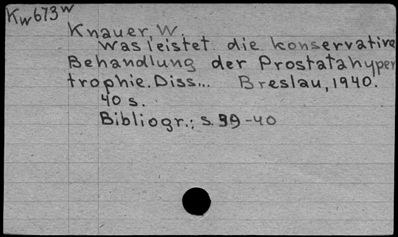 Kw673w
Knauer, W.
Was leistet die konservative
Behandlung der Prostatahyper
trophie. Diss... Breslau, 1940.
40 s.
Bibliogr.: s. 39-40